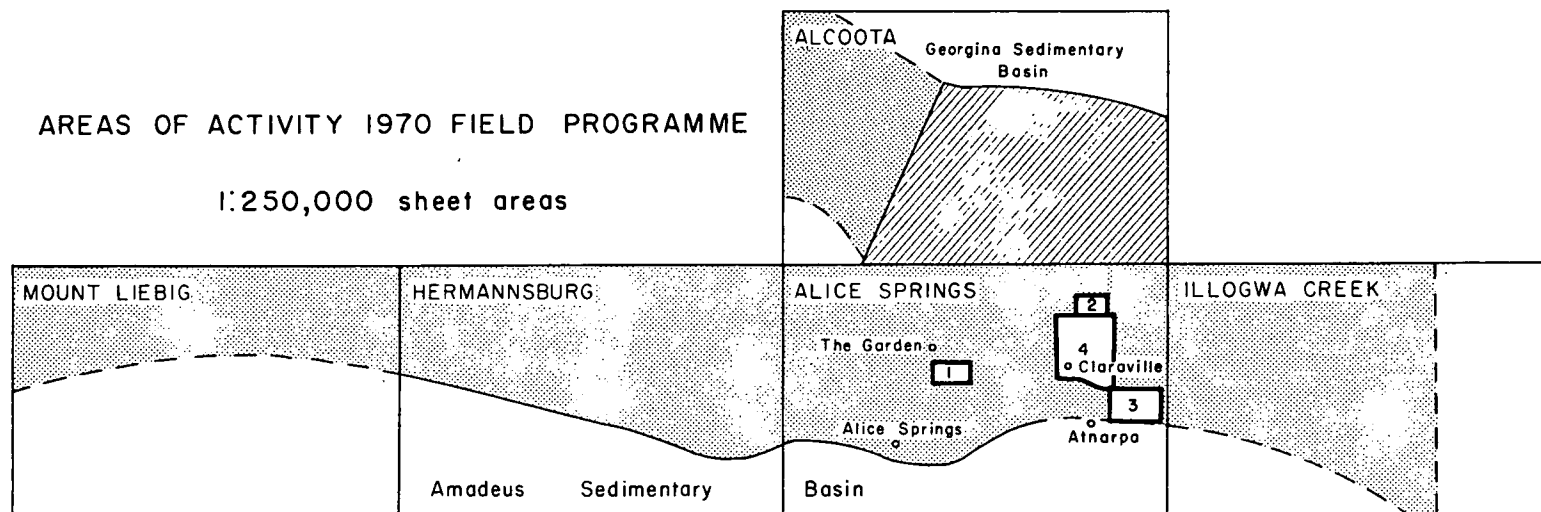 ALCOOTA
Georgina Sedimentary
Basin
AREAS OF ACTIVITY 1970 FIELD PROGRAMME
1:250,000 sheet areas
MOUNT LIEBIG
HERMANNSBURG
ALICE SPRINGS
ILLOGWA CREEK
2
The Garden
4
Claraville
1
3
Alice Springs
Atnarpa
Amadeus Sedimentary Basin